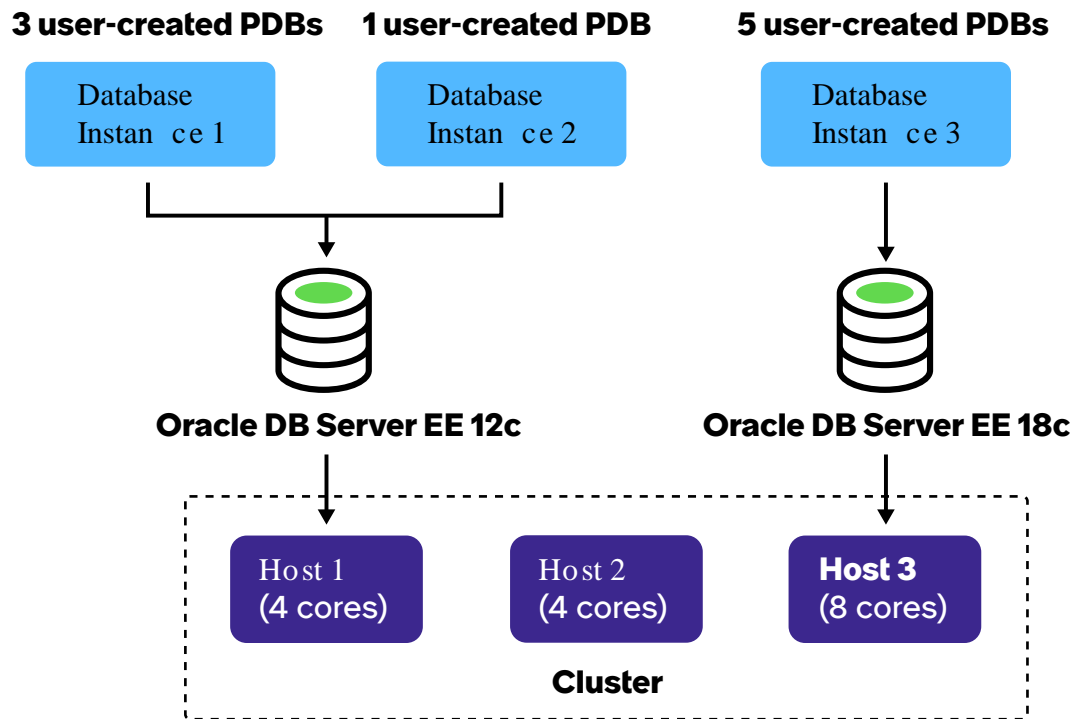 3 user-created PDBs
1 user-created PDB
5 user-created PDBs
Database
Instan ce 1
Database
Instan ce 2
Database
Instan ce 3
Oracle DB Server EE 12c
Oracle DB Server EE 18c
Host 1
(4 cores)
Host 2
(4 cores)
Host 3
(8 cores)
Cluster